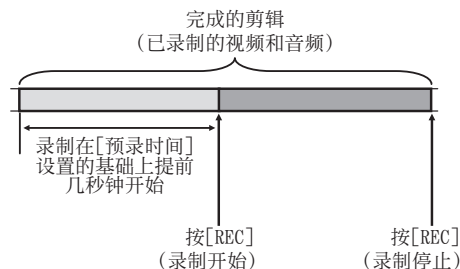 完成的剪辑
（已录制的视频和音频）
录制在[预录时间]
设置的基础上提前
几秒钟开始
按[REC]
（录制开始）
按[REC]
（录制停止）